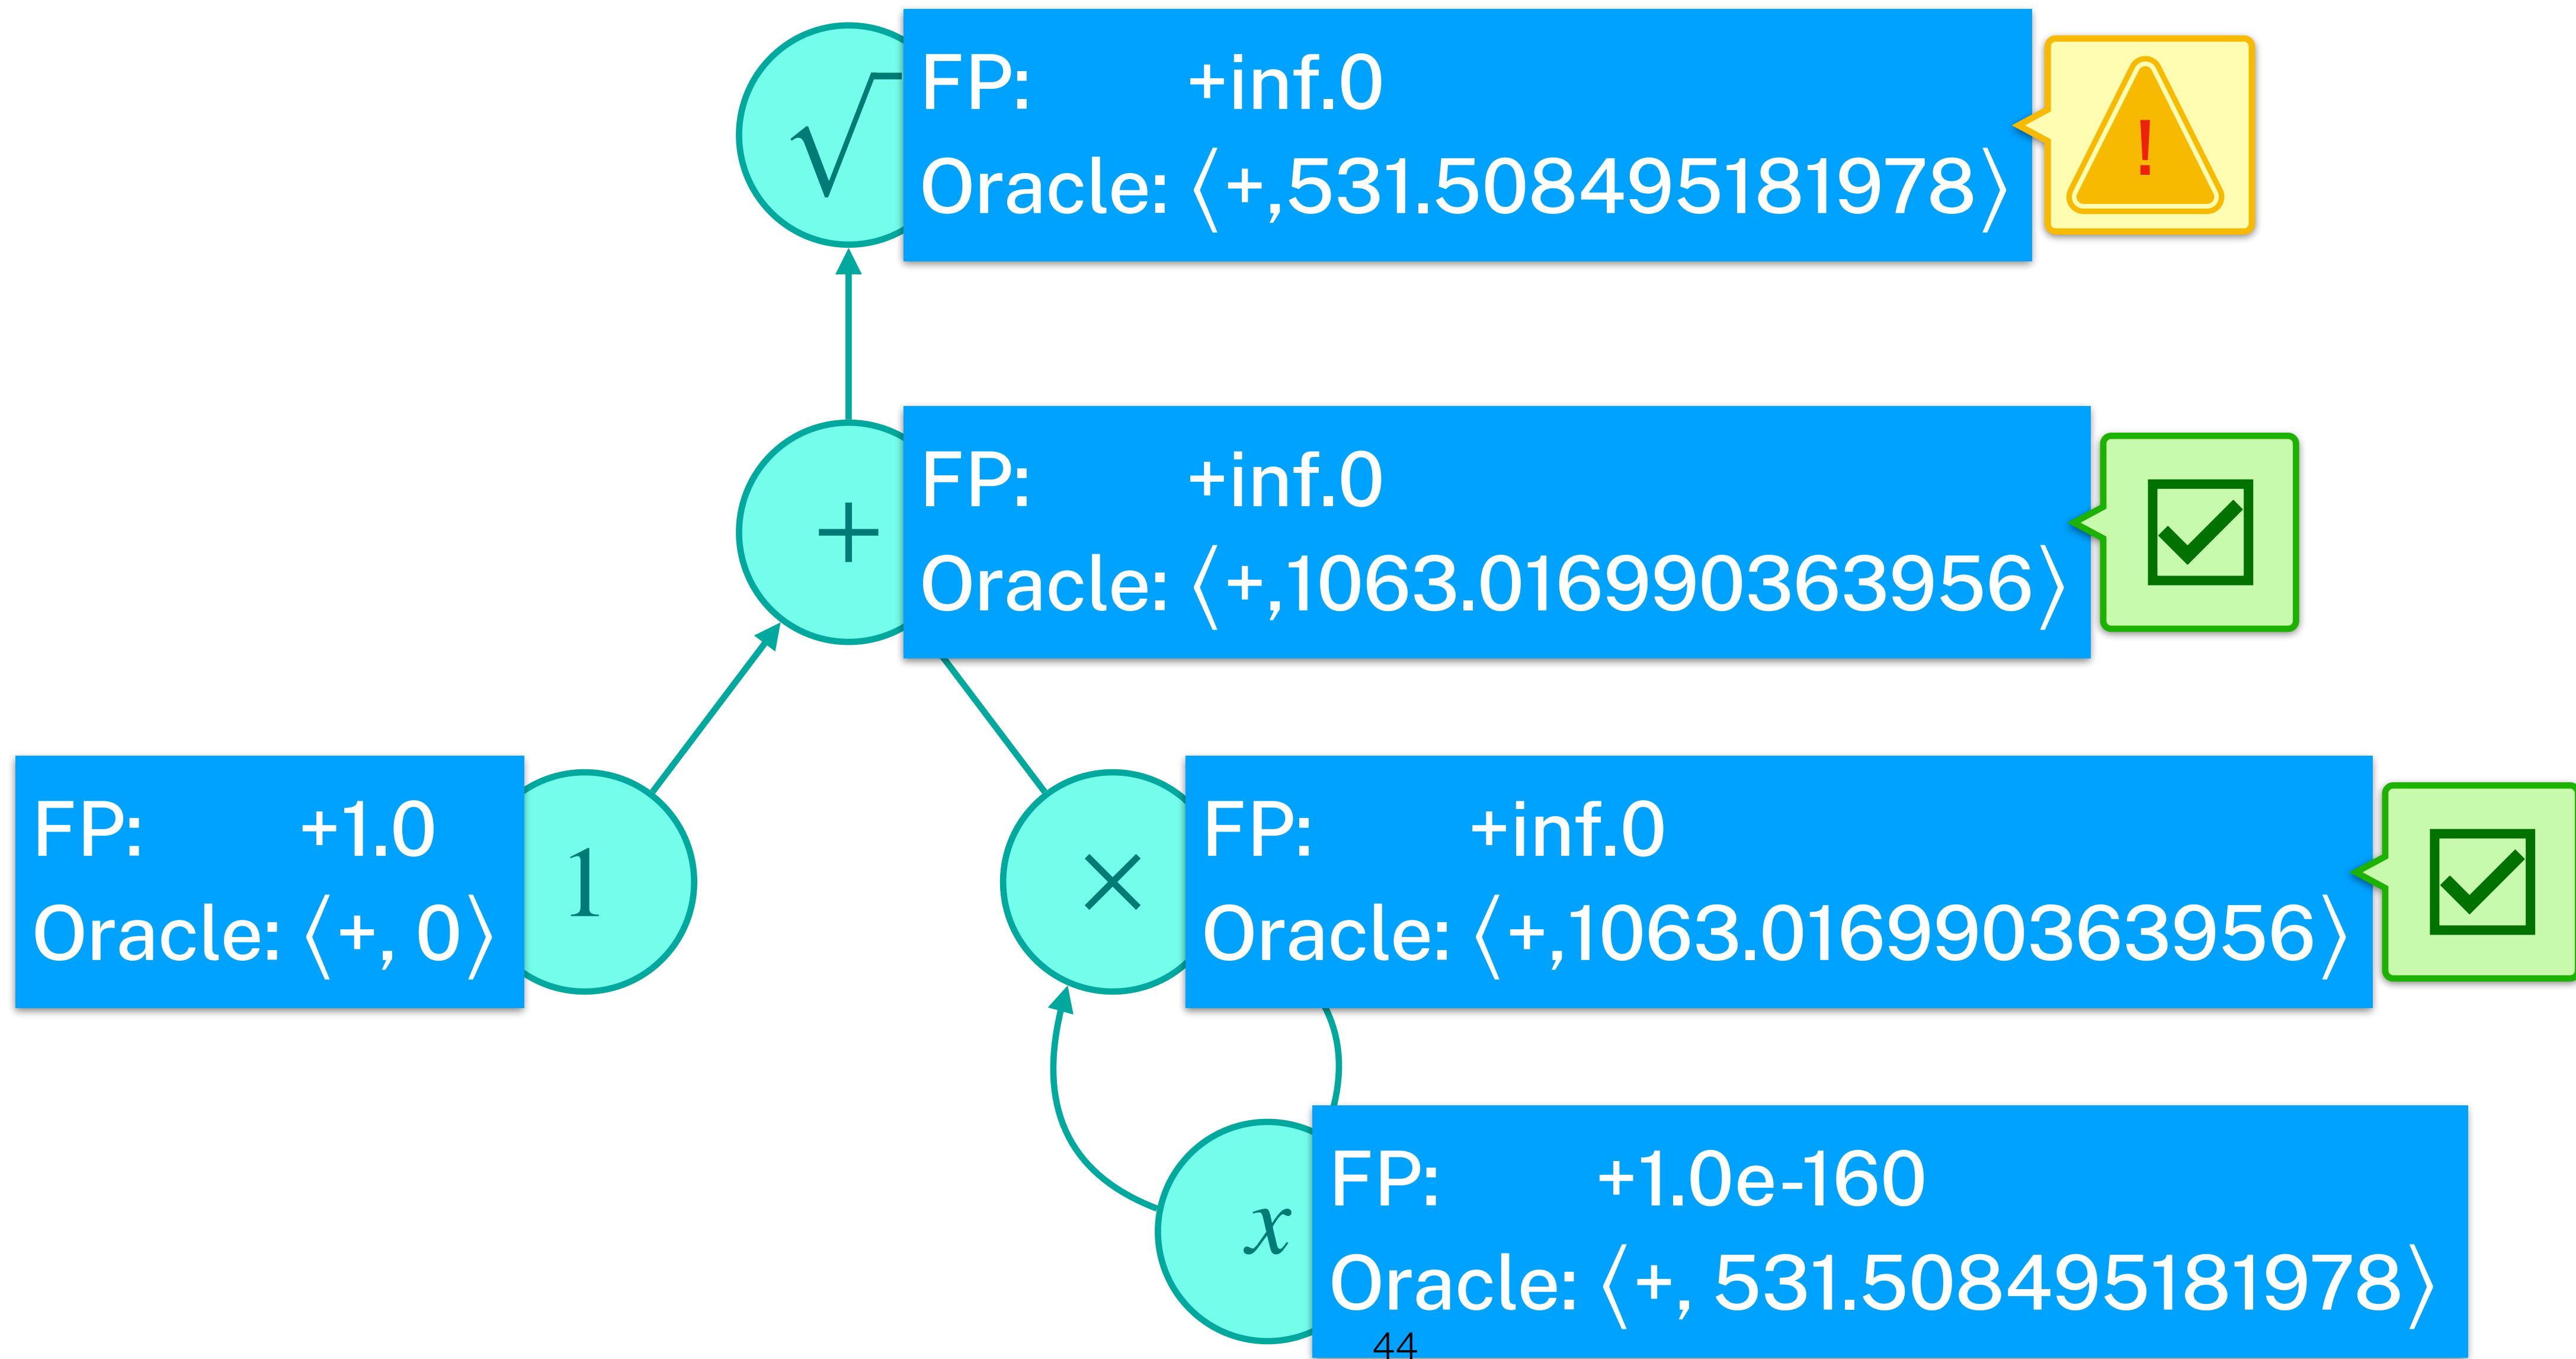 √
FP: +inf.0
Oracle: ⟨+,531.508495181978⟩
!
+
FP: +inf.0
Oracle: ⟨+,1063.016990363956⟩
FP: +1.0
Oracle: ⟨+, 0⟩
1
×
FP: +inf.0
Oracle: ⟨+,1063.016990363956⟩
x
FP: +1.0e-160
Oracle: ⟨+, 531.508495181978⟩
44